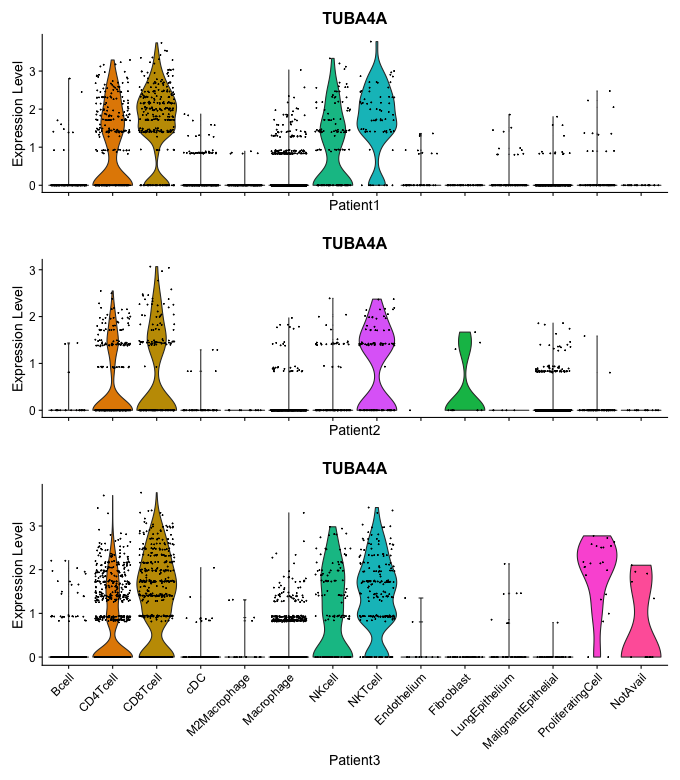 TUBA4A
Expression Level
3
2
1
0
Patient1
TUBA4A
Expression Level
3
2
1
0
Patient2
TUBA4A
Expression Level
3
2
1
0
Bcell
CD4Tcell
CD8Tcell
cDC
M2Macrophage
Macrophage
NKcell
NKTcell
Endothelium
Fibroblast
LungEpithelium
MalignantEpithelial
ProliferatingCell
NotAvail
Patient3